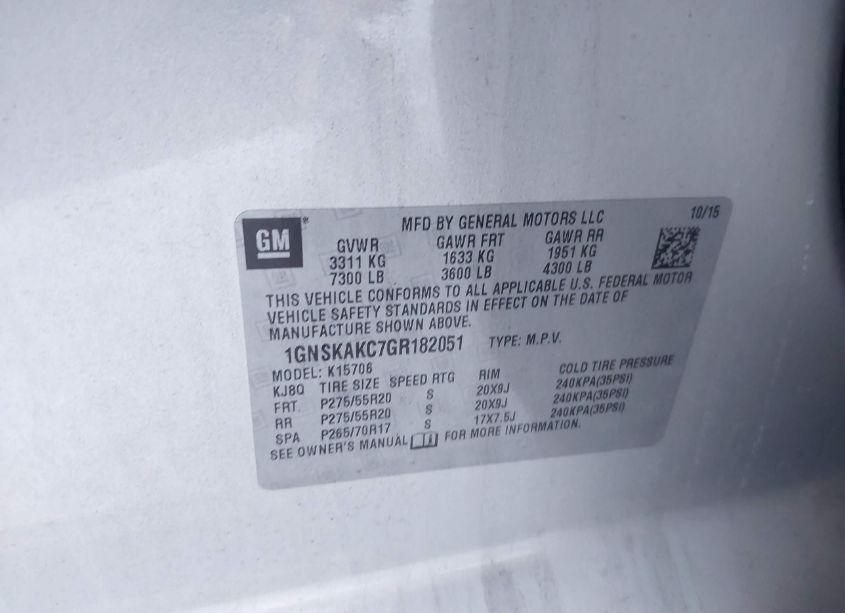 GM
MFD BY GENERAL MOTORS LLC 10/15
GVWR GAWR FRT GAWR RR
3311 KG 1633 KG 1951 KG
7300 LB 3600 LB 4300 LB
THIS VEHICLE CONFORMS TO ALL APPLICABLE U.S. FEDERAL MOTOR
VEHICLE SAFETY STANDARDS IN EFFECT ON THE DATE OF
MANUFACTURE SHOWN ABOVE.
1GNSKAKC7GR182051 TYPE: M.P.V.
MODEL: K15706
KJ8Q TIRE SIZE SPEED RTG RIM COLD TIRE PRESSURE
FRT P275/55R20 S 20X9J 240KPA(35PSI)
RR P275/55R20 S 20X9J 240KPA(35PSI)
SPA P265/70R17 S 17X7.5J 240KPA(35PSI)
SEE OWNER'S MANUAL FOR MORE INFORMATION.